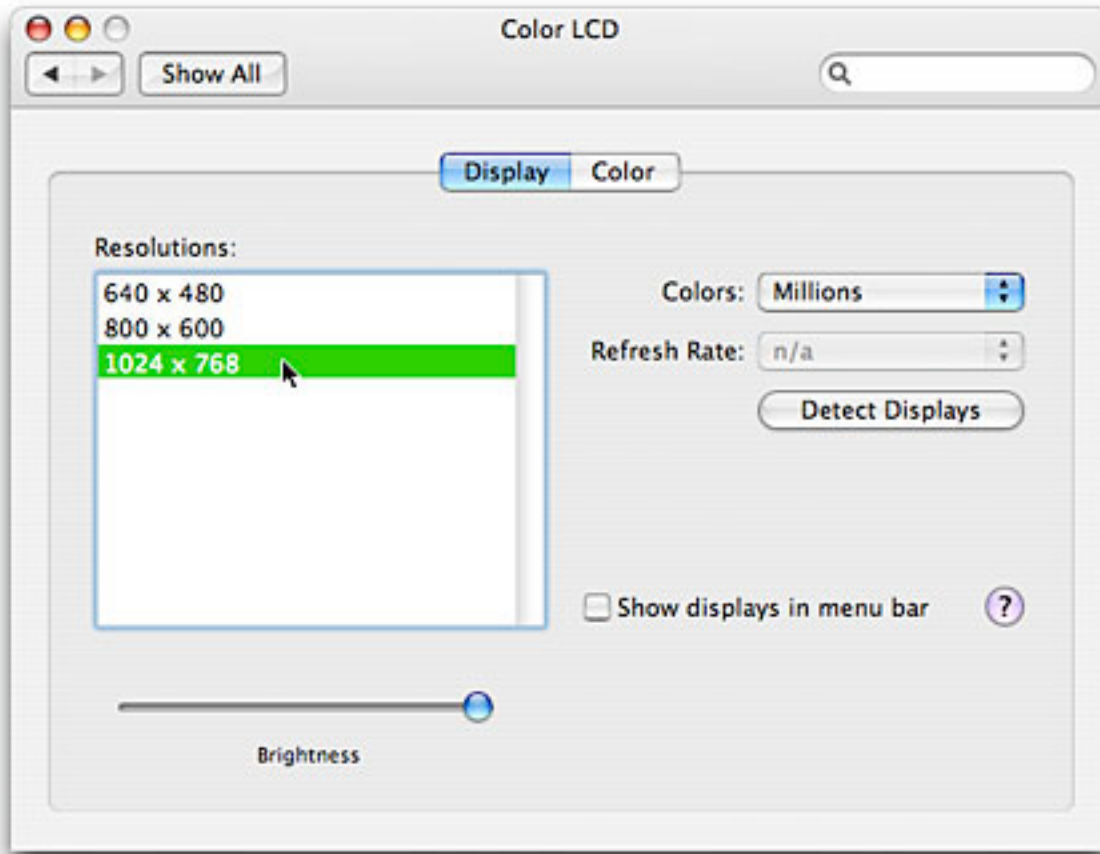 Color LCD
Show All
Display Color
Resolutions:
640 x 480
800 x 600
1024 x 768
Colors: Millions
Refresh Rate: n/a
Detect Displays
Show displays in menu bar ?
Brightness